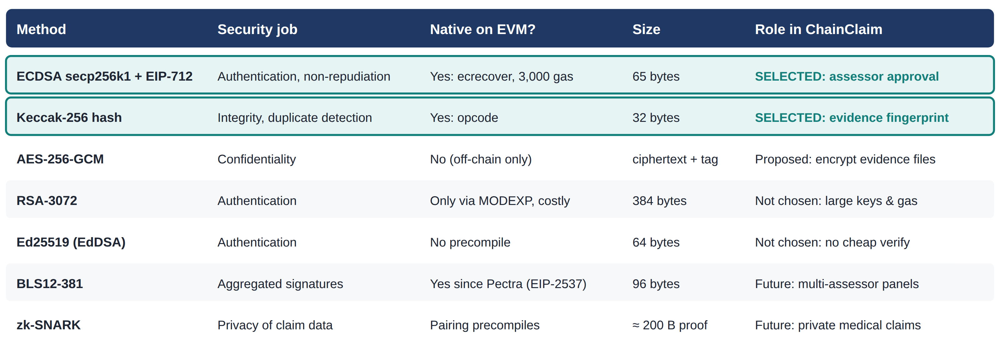 Method Security job Native on EVM? Size Role in ChainClaim
ECDSA secp256k1 + EIP-712 Authentication, non-repudiation Yes: ecrecover, 3,000 gas 65 bytes SELECTED: assessor approval
Keccak-256 hash Integrity, duplicate detection Yes: opcode 32 bytes SELECTED: evidence fingerprint
AES-256-GCM Confidentiality No (off-chain only) ciphertext + tag Proposed: encrypt evidence files
RSA-3072 Authentication Only via MODEXP, costly 384 bytes Not chosen: large keys & gas
Ed25519 (EdDSA) Authentication No precompile 64 bytes Not chosen: no cheap verify
BLS12-381 Aggregated signatures Yes since Pectra (EIP-2537) 96 bytes Future: multi-assessor panels
zk-SNARK Privacy of claim data Pairing precompiles ≈ 200 B proof Future: private medical claims